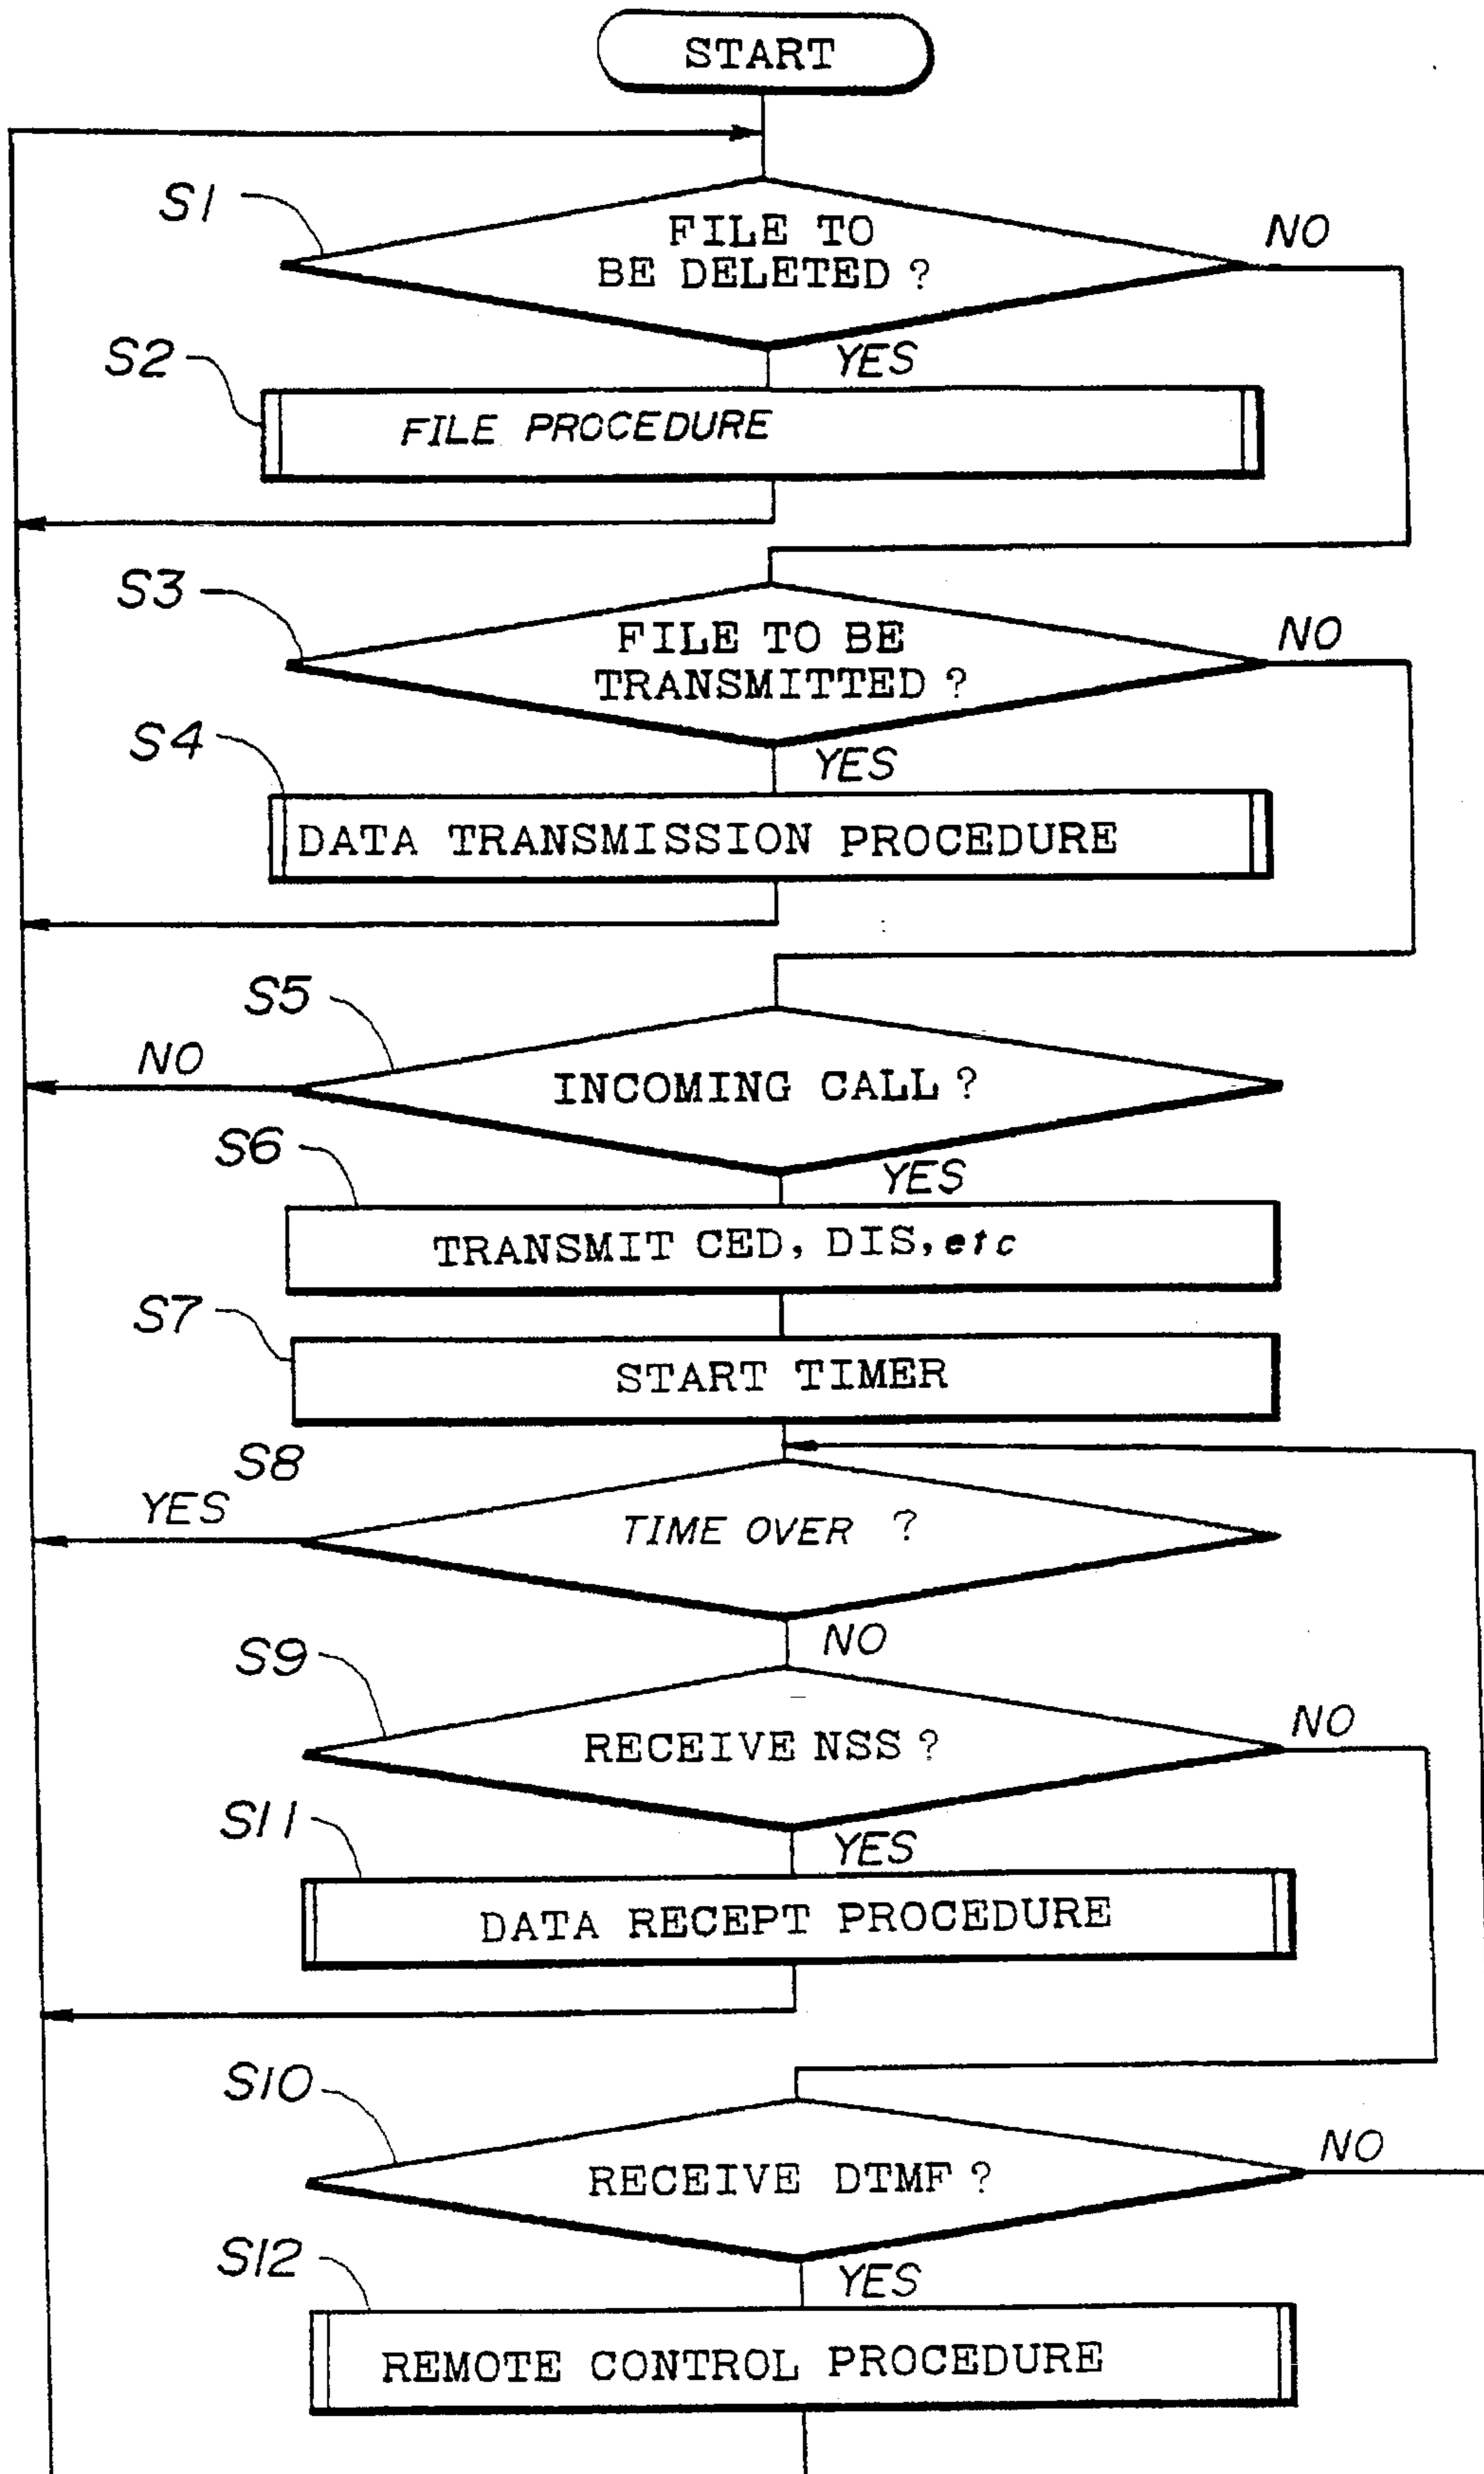 START
S1
FILE TO
BE DELETED ?
NO
YES
S2
FILE PROCEDURE
S3
FILE TO BE
TRANSMITTED ?
NO
YES
S4
DATA TRANSMISSION PROCEDURE
S5
NO
INCOMING CALL ?
YES
S6
TRANSMIT CED, DIS, etc
S7
START TIMER
S8
YES
TIME OVER ?
NO
S9
RECEIVE NSS ?
NO
YES
S11
DATA RECEPT PROCEDURE
S10
RECEIVE DTMF ?
NO
YES
S12
REMOTE CONTROL PROCEDURE